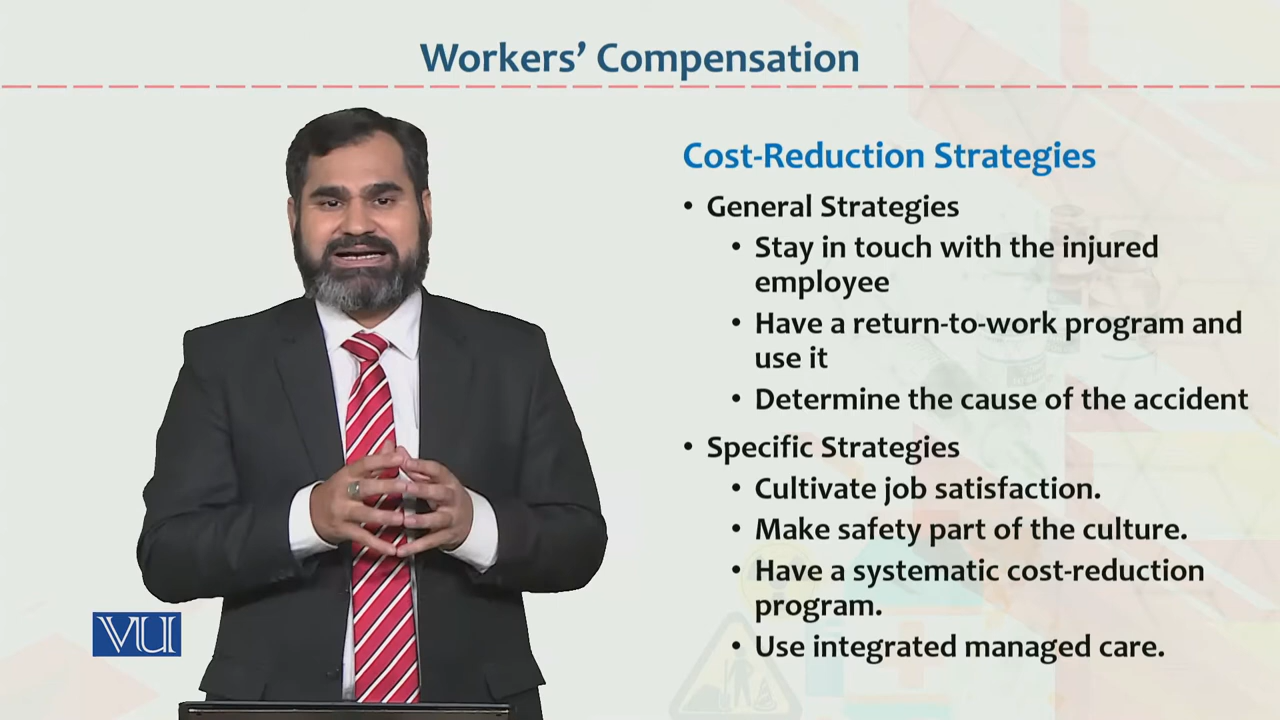 Workers’ Compensation
Cost-Reduction Strategies
• General Strategies
• Stay in touch with the injured
employee
• Have a return-to-work program and
use it
• Determine the cause of the accident
• Specific Strategies
• Cultivate job satisfaction.
• Make safety part of the culture.
• Have a systematic cost-reduction
program.
• Use integrated managed care.
VU